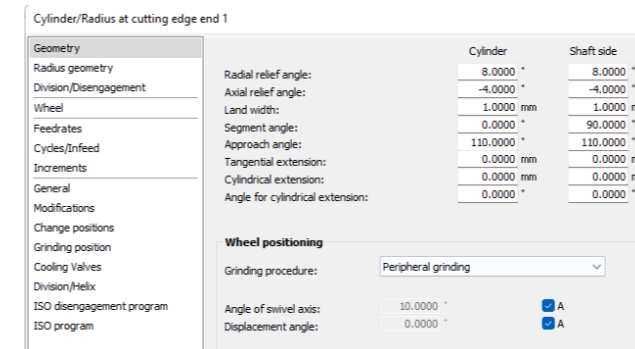 Cylinder/Radius at cutting edge end 1
Geometry
Radius geometry
Division/Disengagement
Wheel
Feedrates
Cycles/Infeed
Increments
General
Modifications
Change positions
Grinding position
Cooling Valves
Division/Helix
ISO disengagement program
ISO program
Cylinder Shaft side
Radial relief angle: 8.0000 ° 8.0000 °
Axial relief angle: -4.0000 ° -4.0000 °
Land width: 1.0000 mm 1.0000
Segment angle: 0.0000 ° 90.0000 °
Approach angle: 110.0000 ° 110.0000 °
Tangential extension: 0.0000 mm 0.0000
Cylindrical extension: 0.0000 mm 0.0000
Angle for cylindrical extension: 0.0000 ° 0.0000 °
Wheel positioning
Grinding procedure: Peripheral grinding
Angle of swivel axis: 10.0000 ° A
Displacement angle: 0.0000 ° A